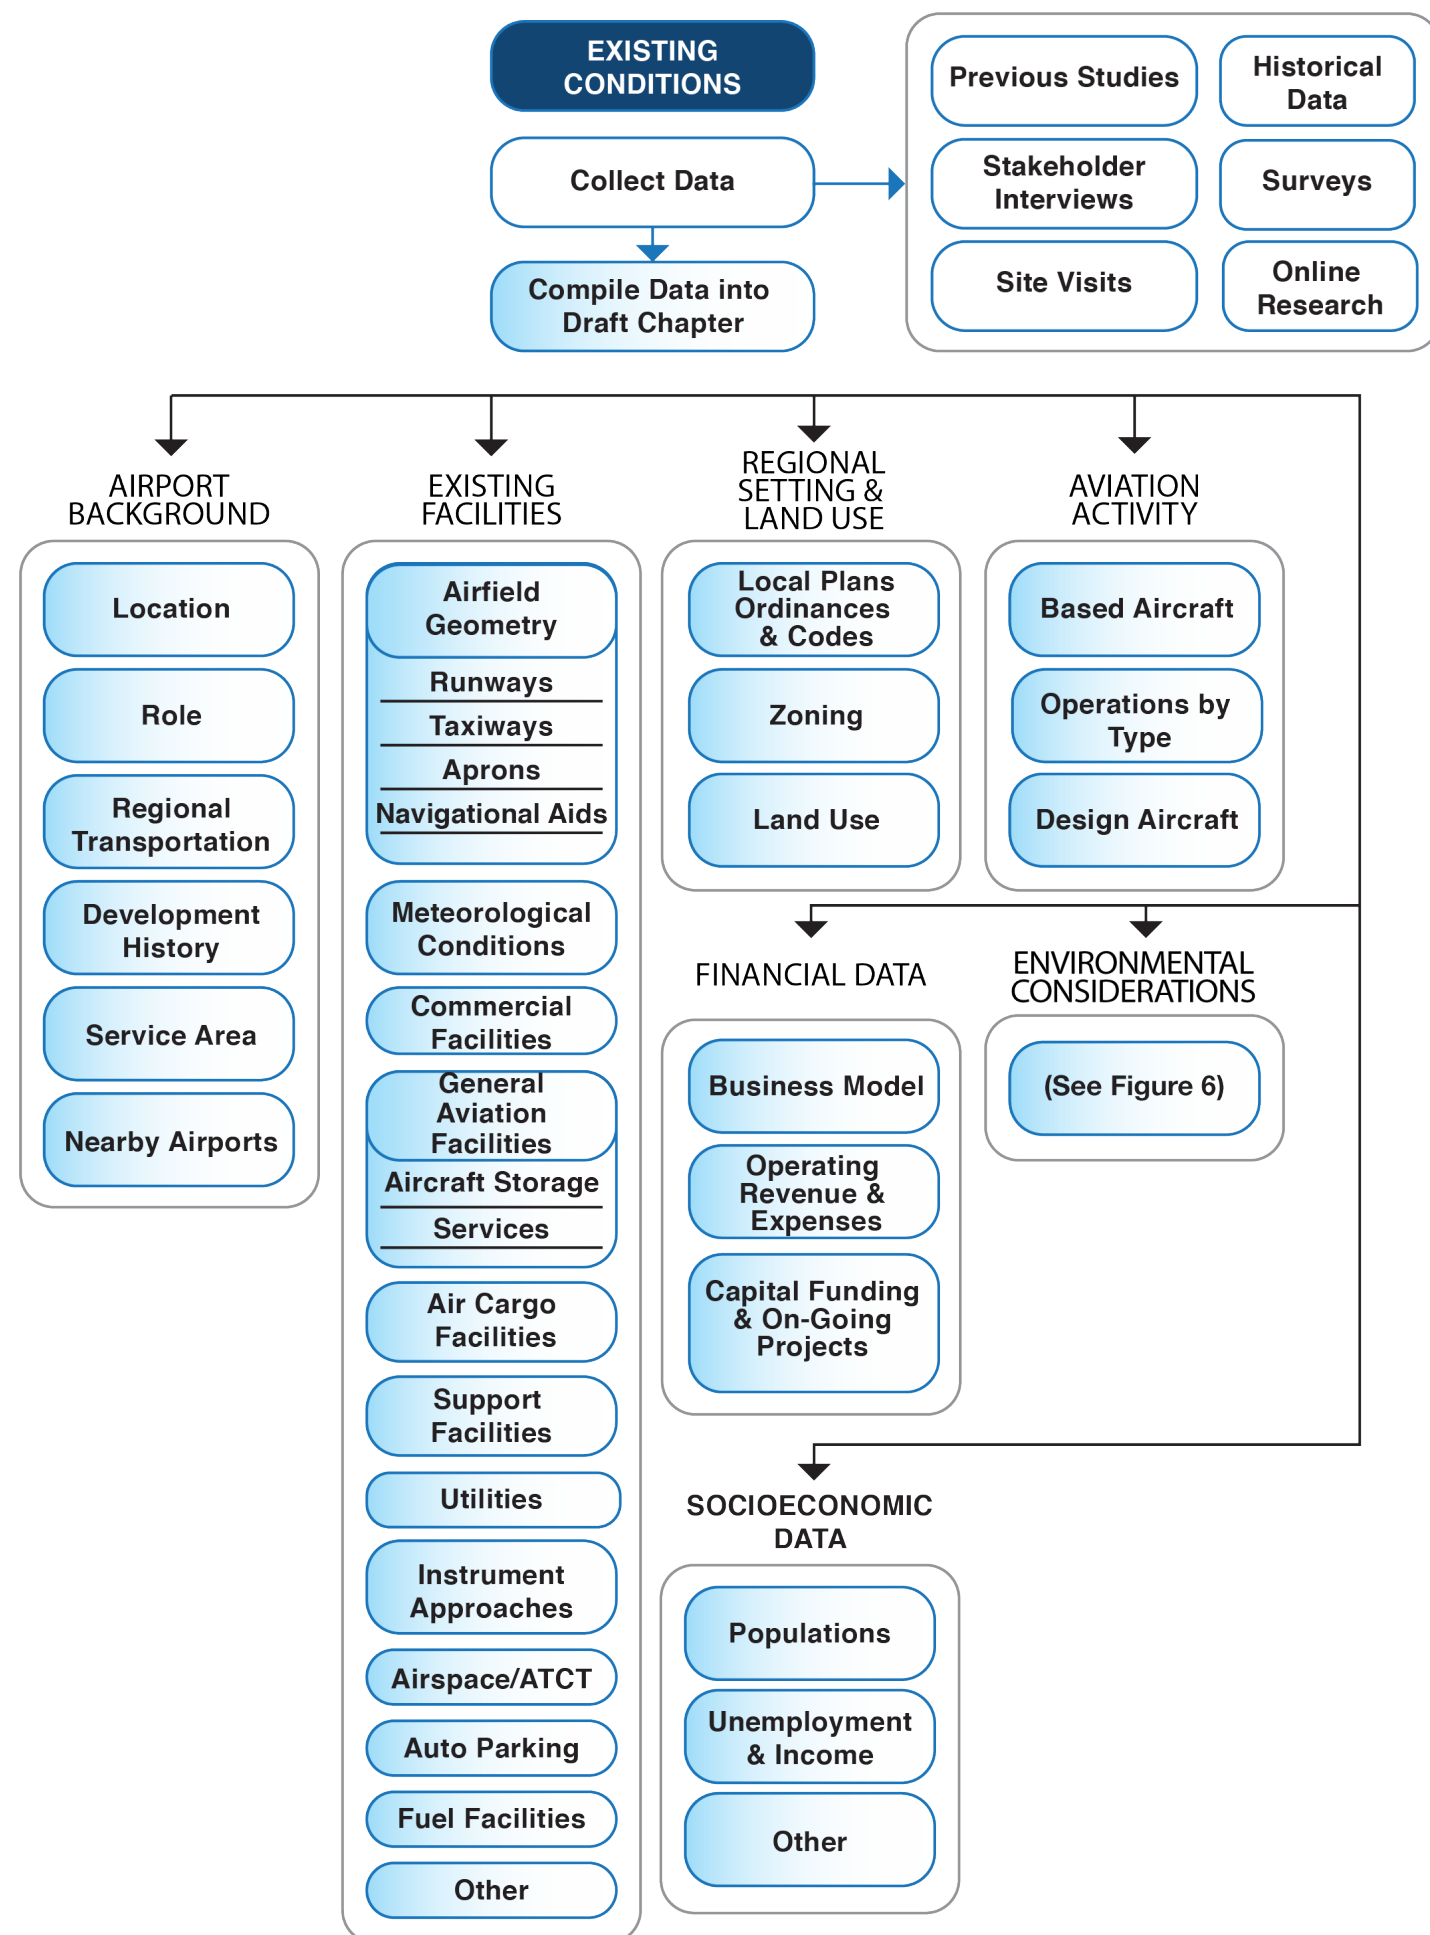 EXISTING
CONDITIONS
Collect Data
Compile Data into
Draft Chapter
Previous Studies
Historical
Data
Stakeholder
Interviews
Surveys
Site Visits
Online
Research
AIRPORT
BACKGROUND
Location
Role
Regional
Transportation
Development
History
Service Area
Nearby Airports
EXISTING
FACILITIES
Airfield
Geometry
Runways
Taxiways
Aprons
Navigational Aids
Meteorological
Conditions
Commercial
Facilities
General
Aviation
Facilities
Aircraft Storage
Services
Air Cargo
Facilities
Support
Facilities
Utilities
Instrument
Approaches
Airspace/ATCT
Auto Parking
Fuel Facilities
Other
REGIONAL
SETTING &
LAND USE
Local Plans
Ordinances
& Codes
Zoning
Land Use
AVIATION
ACTIVITY
Based Aircraft
Operations by
Type
Design Aircraft
FINANCIAL DATA
Business Model
Operating
Revenue &
Expenses
Capital Funding
& On-Going
Projects
ENVIRONMENTAL
CONSIDERATIONS
(See Figure 6)
SOCIOECONOMIC
DATA
Populations
Unemployment
& Income
Other